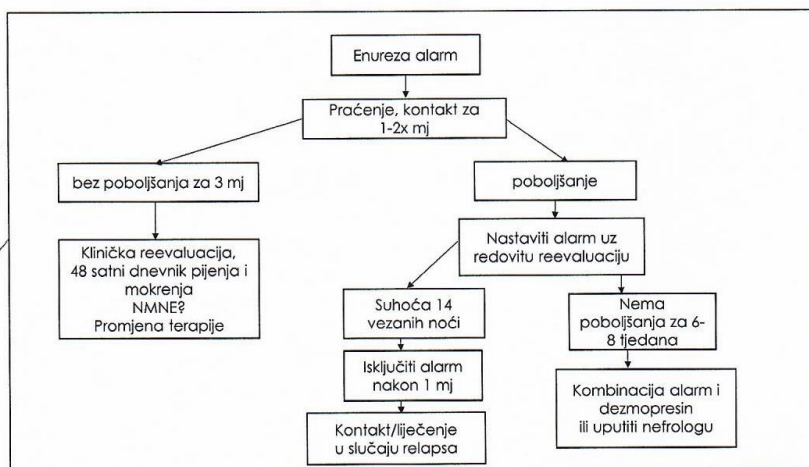 Enureza alarm
Praćenje, kontakt za
1-2x mj
bez poboljšanja za 3 mj
poboljšanje
Klinička reevaluacija,
48 satni dnevnik pijenja i
mokrenja
NMNE?
Promjena terapije
Nastaviti alarm uz
redovitu reevaluaciju
Suhoća 14
vezanih noći
Nema
poboljšanja za 6-
8 tjedana
Isključiti alarm
nakon 1 mj
Kombinacija alarm i
dezmopresin
ili uputiti nefrologu
Kontakt/liječenje
u slučaju relapsa